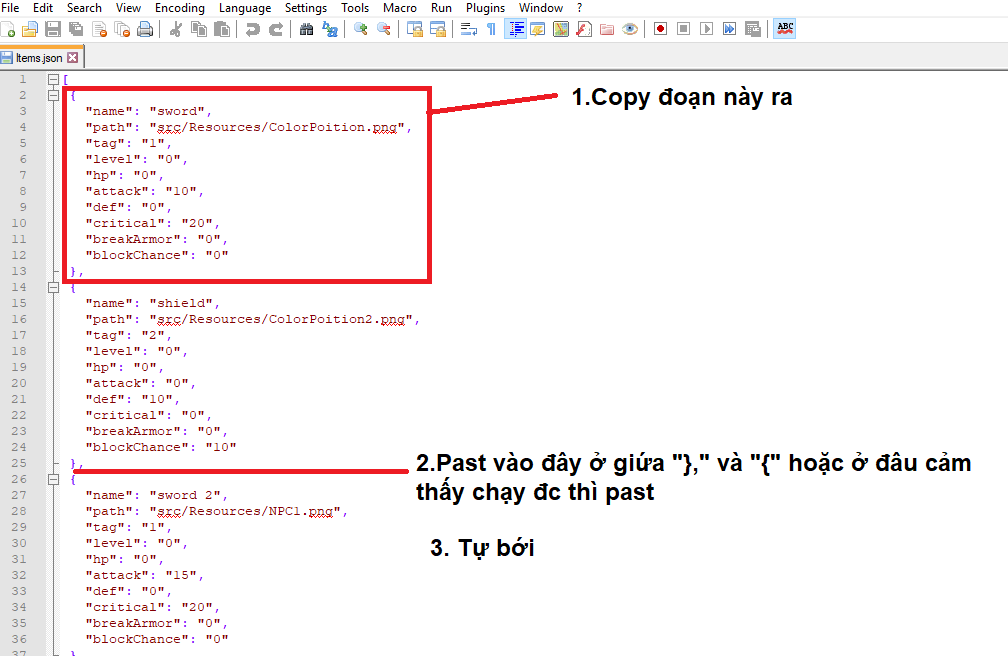 File Edit Search View Encoding Language Settings Tools Macro Run Plugins Window ?
ABC
Items.json
1 [
2 {
3 "name": "sword",
4 "path": "src/Resources/ColorPoition.png",
5 "tag": "1",
6 "level": "0",
7 "hp": "0",
8 "attack": "10",
9 "def": "0",
10 "critical": "20",
11 "breakArmor": "0",
12 "blockChance": "0"
13 },
14 {
15 "name": "shield",
16 "path": "src/Resources/ColorPoition2.png",
17 "tag": "2",
18 "level": "0",
19 "hp": "0",
20 "attack": "0",
21 "def": "10",
22 "critical": "0",
23 "breakArmor": "0",
24 "blockChance": "10"
25 },
26 {
27 "name": "sword 2",
28 "path": "src/Resources/NPC1.png",
29 "tag": "1",
30 "level": "0",
31 "hp": "0",
32 "attack": "15",
33 "def": "0",
34 "critical": "20",
35 "breakArmor": "0",
36 "blockChance": "0"
37 }
1.Copy đoạn này ra
2.Past vào đây ở giứa "}," và "{" hoặc ở đâu cảm
thấy chạy đc thì past
3. Tự bới